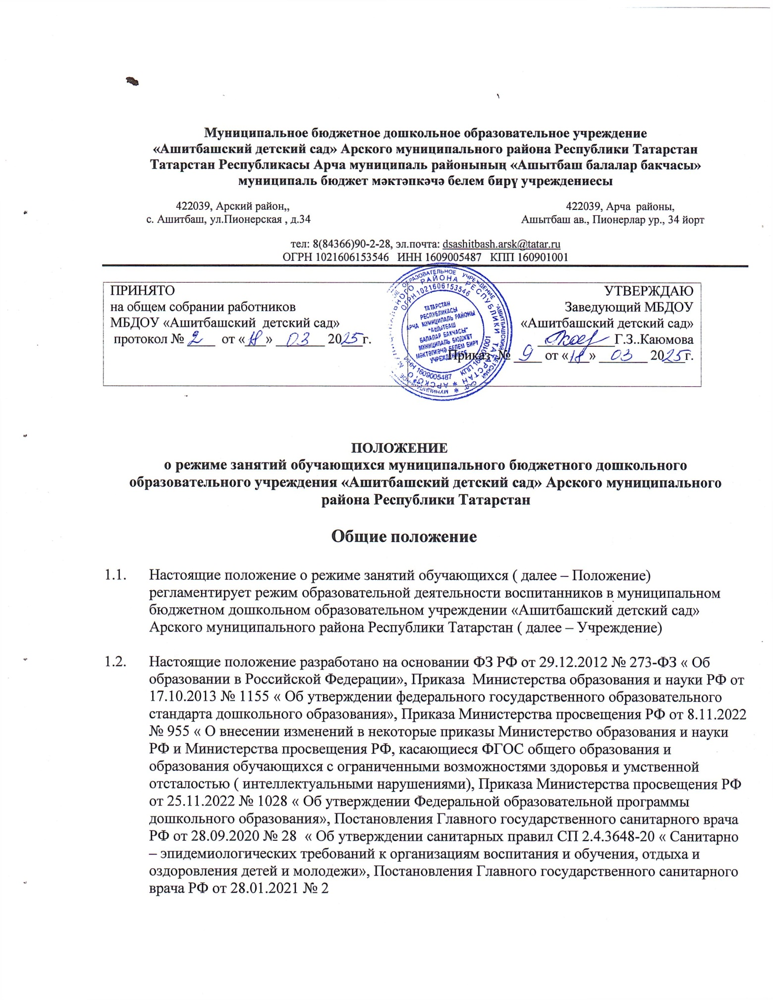 Муниципальное бюджетное дошкольное образовательное учреждение
«Ашитбашский детский сад» Арского муниципального района Республики Татарстан
Татарстан Республикасы Арча муниципаль районының «Ашытбаш балалар бакчасы»
муниципаль бюджет мәктәпкәчә белем бирү учреждениесы
422039, Арский район,,
с. Ашитбаш, ул.Пионерская , д.34
422039, Арча районы,
Ашытбаш ав., Пионерлар ур., 34 йорт
тел: 8(84366)90-2-28, эл.почта: dsashitbash.arsk@tatar.ru
ОГРН 1021606153546 ИНН 1609005487 КПП 160901001
ПРИНЯТО
на общем собрании работников
МБДОУ «Ашитбашский детский сад»
протокол № 2 от «18» 03 2025г.
УТВЕРЖДАЮ
Заведующий МБДОУ
«Ашитбашский детский сад»
Г.З..Каюмова
Приказ № 9 от «18» 03 2025г.
ОБРАЗОВАТЕЛЬНОЕ УЧРЕЖДЕНИЕ "АШИТБАШСКИЙ ДЕТСКИЙ САД"
АРСКОГО МУНИЦИПАЛЬНОГО РАЙОНА РЕСПУБЛИКИ ТАТАРСТАН
ОГРН 1021606153546
ИНН 1609005487 КПП 160901001
ТАТАРСТАН
РЕСПУБЛИКАСЫ
АРЧА МУНИЦИПАЛЬ РАЙОНЫ
"АШЫТБАШ
БАЛАЛАР БАКЧАСЫ"
МУНИЦИПАЛЬ БЮДЖЕТ
МӘКТӘПКӘЧӘ БЕЛЕМ БИРҮ
УЧРЕЖДЕНИЕСЕ
ПОЛОЖЕНИЕ
о режиме занятий обучающихся муниципального бюджетного дошкольного
образовательного учреждения «Ашитбашский детский сад» Арского муниципального
района Республики Татарстан
Общие положение
1.1. Настоящие положение о режиме занятий обучающихся ( далее – Положение)
регламентирует режим образовательной деятельности воспитанников в муниципальном
бюджетном дошкольном образовательном учреждении «Ашитбашский детский сад»
Арского муниципального района Республики Татарстан ( далее – Учреждение)
1.2. Настоящие положение разработано на основании ФЗ РФ от 29.12.2012 № 273-ФЗ « Об
образовании в Российской Федерации», Приказа Министерства образования и науки РФ от
17.10.2013 № 1155 « Об утверждении федерального государственного образовательного
стандарта дошкольного образования», Приказа Министерства просвещения РФ от 8.11.2022
№ 955 « О внесении изменений в некоторые приказы Министерство образования и науки
РФ и Министерства просвещения РФ, касающиеся ФГОС общего образования и
образования обучающихся с ограниченными возможностями здоровья и умственной
отсталостью ( интеллектуальными нарушениями), Приказа Министерства просвещения РФ
от 25.11.2022 № 1028 « Об утверждении Федеральной образовательной программы
дошкольного образования», Постановления Главного государственного санитарного врача
РФ от 28.09.2020 № 28 « Об утверждении санитарных правил СП 2.4.3648-20 « Санитарно
– эпидемиологических требований к организациям воспитания и обучения, отдыха и
оздоровления детей и молодежи», Постановления Главного государственного санитарного
врача РФ от 28.01.2021 № 2